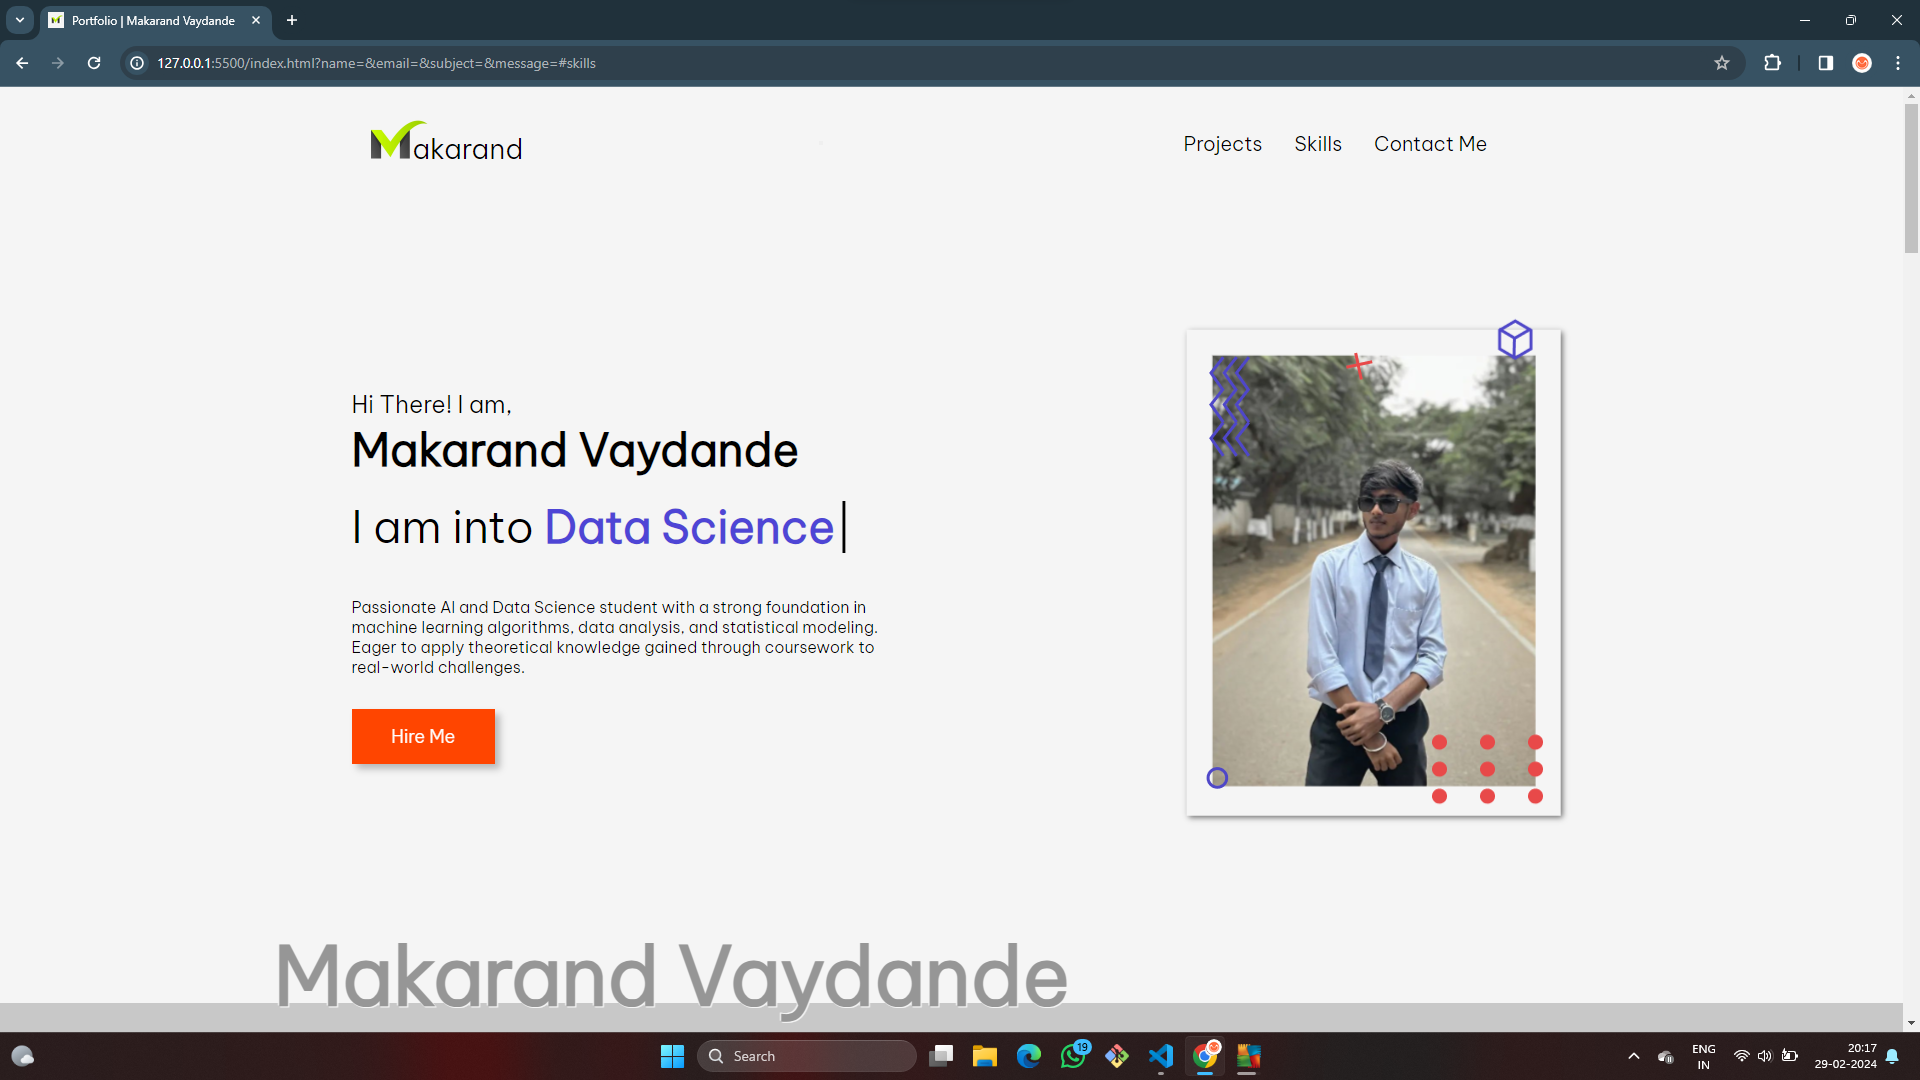 Portfolio | Makarand Vaydande
127.0.0.1:5500/index.html?name=&email=&subject=&message=#skills
Makarand
Projects Skills Contact Me
Hi There! I am,
Makarand Vaydande
I am into Data Science
Passionate AI and Data Science student with a strong foundation in
machine learning algorithms, data analysis, and statistical modeling.
Eager to apply theoretical knowledge gained through coursework to
real-world challenges.
Hire Me
Makarand Vaydande
Search
19
ENG
IN
20:17
29-02-2024